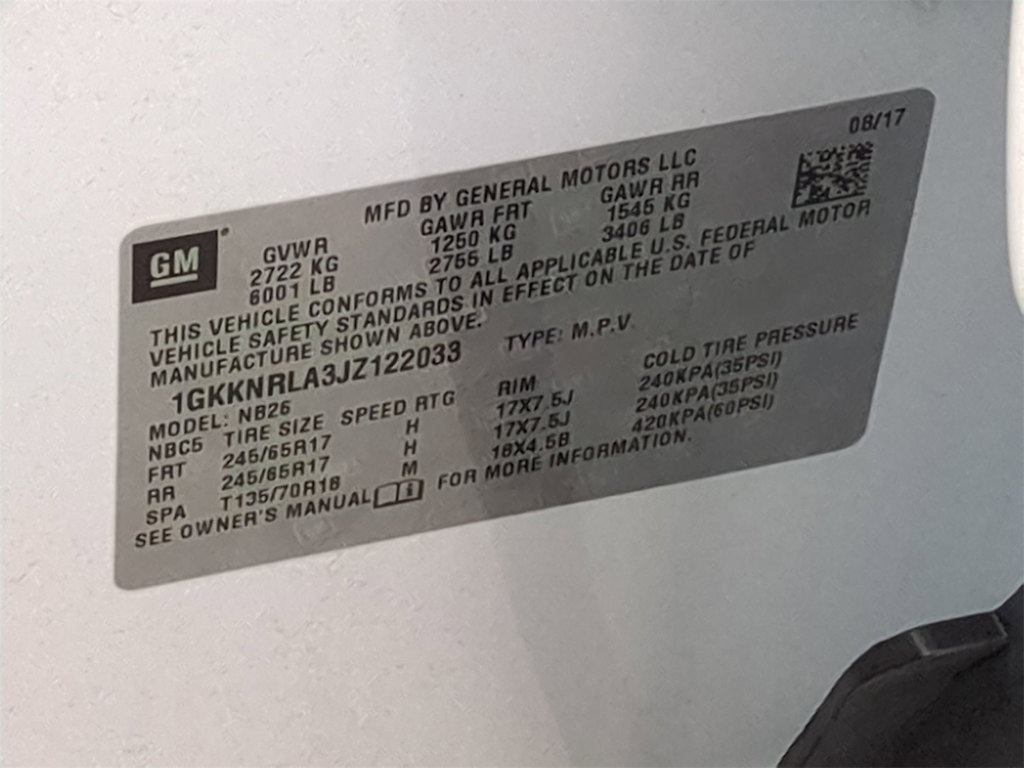 08/17
MFD BY GENERAL MOTORS LLC
GM®
GVWR GAWR FRT GAWR RR
2722 KG 1250 KG 1545 KG
6001 LB 2755 LB 3406 LB
THIS VEHICLE CONFORMS TO ALL APPLICABLE U.S. FEDERAL MOTOR
VEHICLE SAFETY STANDARDS IN EFFECT ON THE DATE OF
MANUFACTURE SHOWN ABOVE.
1GKKNRLA3JZ122033 TYPE: M.P.V.
MODEL: NB26
NBC5 TIRE SIZE SPEED RTG RIM COLD TIRE PRESSURE
FRT 245/65R17 H 17X7.5J 240KPA(35PSI)
RR 245/65R17 H 17X7.5J 240KPA(35PSI)
SPA T135/70R18 M 18X4.5B 420KPA(60PSI)
SEE OWNER'S MANUAL FOR MORE INFORMATION.